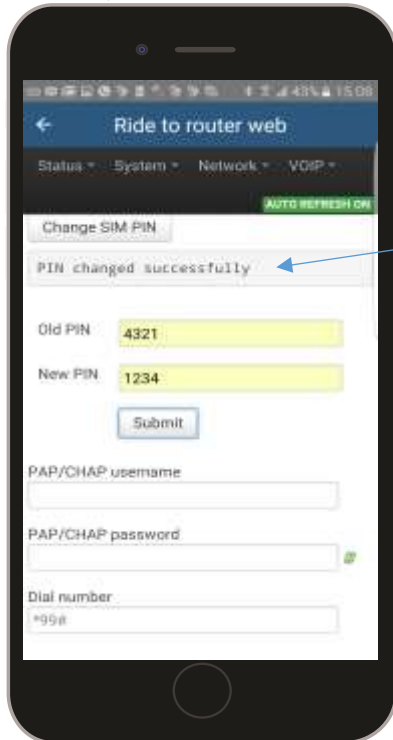 43% 15:08
Ride to router web
Status System Network VOIP
AUTO REFRESH ON
Change SIM PIN
PIN changed successfully
Old PIN 4321
New PIN 1234
Submit
PAP/CHAP username
PAP/CHAP password
Dial number
*99#